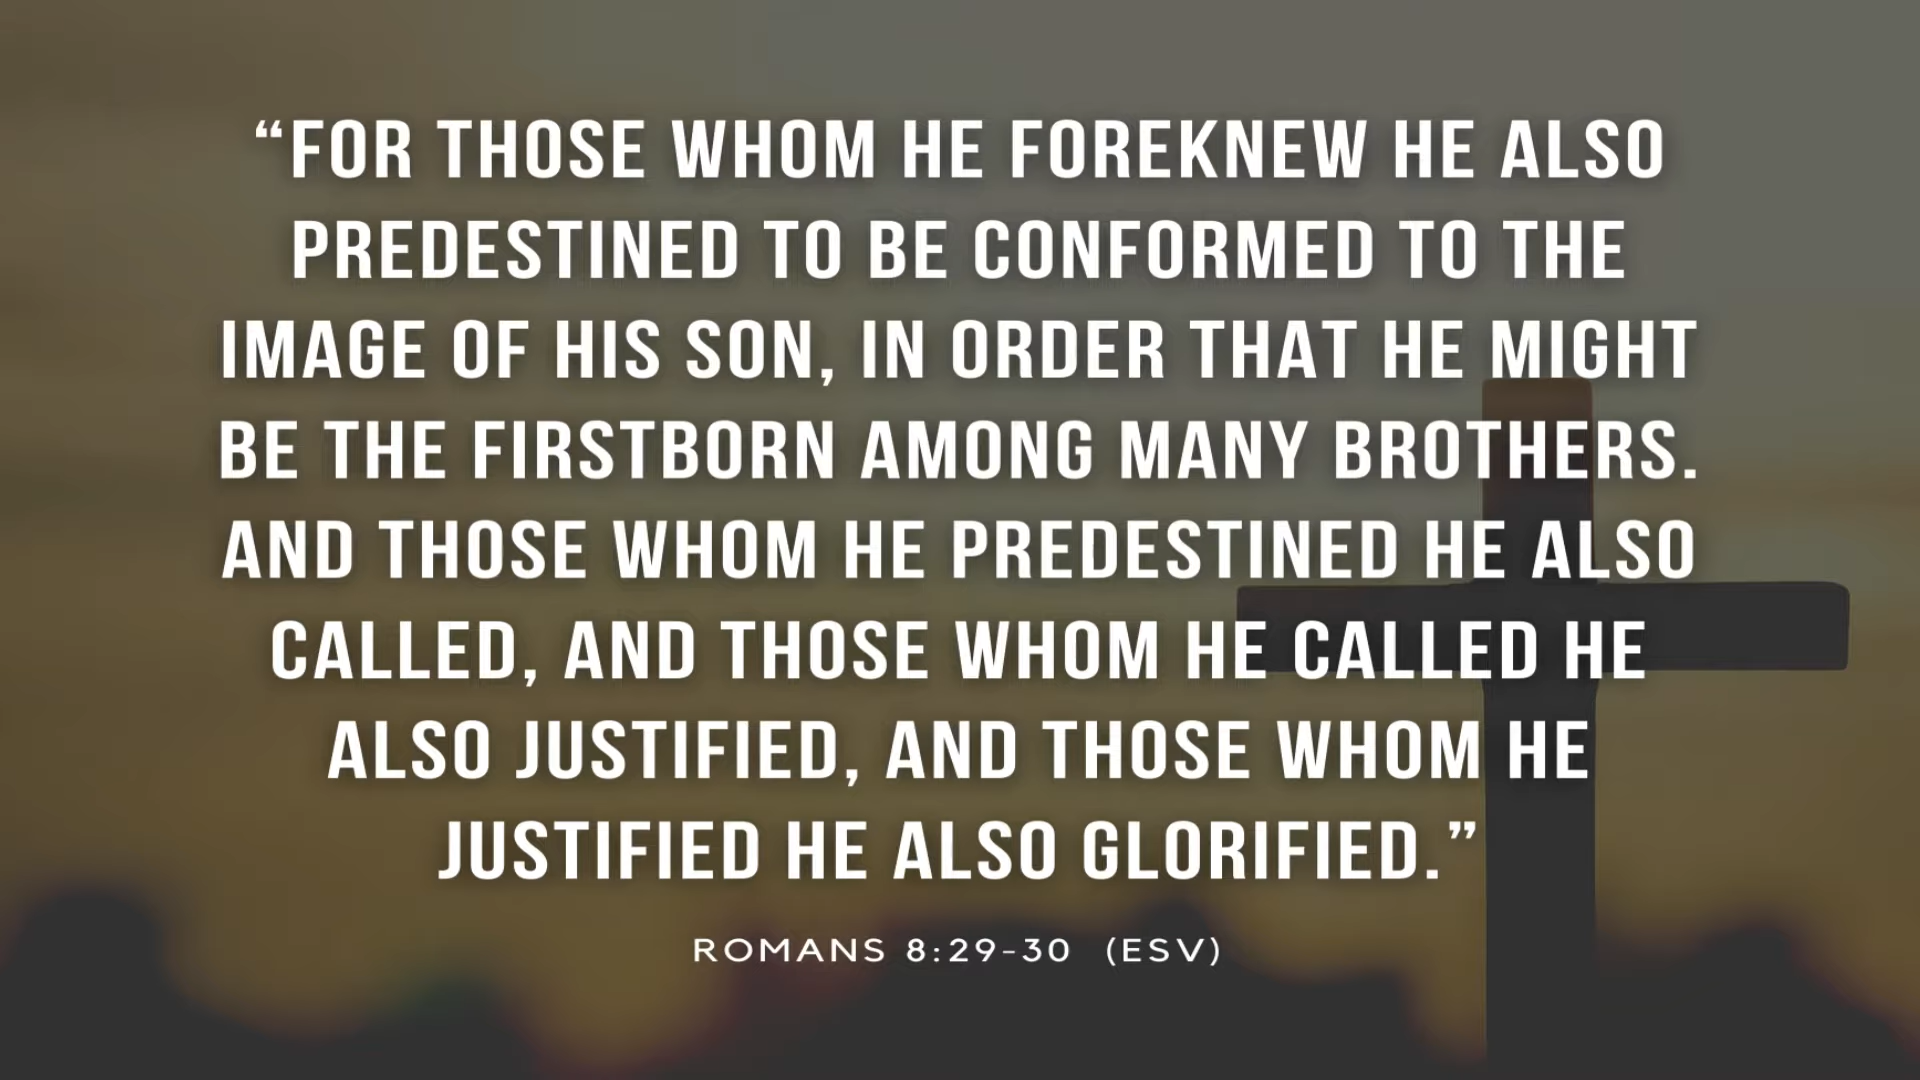 “FOR THOSE WHOM HE FOREKNEW HE ALSO
PREDESTINED TO BE CONFORMED TO THE
IMAGE OF HIS SON, IN ORDER THAT HE MIGHT
BE THE FIRSTBORN AMONG MANY BROTHERS.
AND THOSE WHOM HE PREDESTINED HE ALSO
CALLED, AND THOSE WHOM HE CALLED HE
ALSO JUSTIFIED, AND THOSE WHOM HE
JUSTIFIED HE ALSO GLORIFIED.”
ROMANS 8:29-30 (ESV)